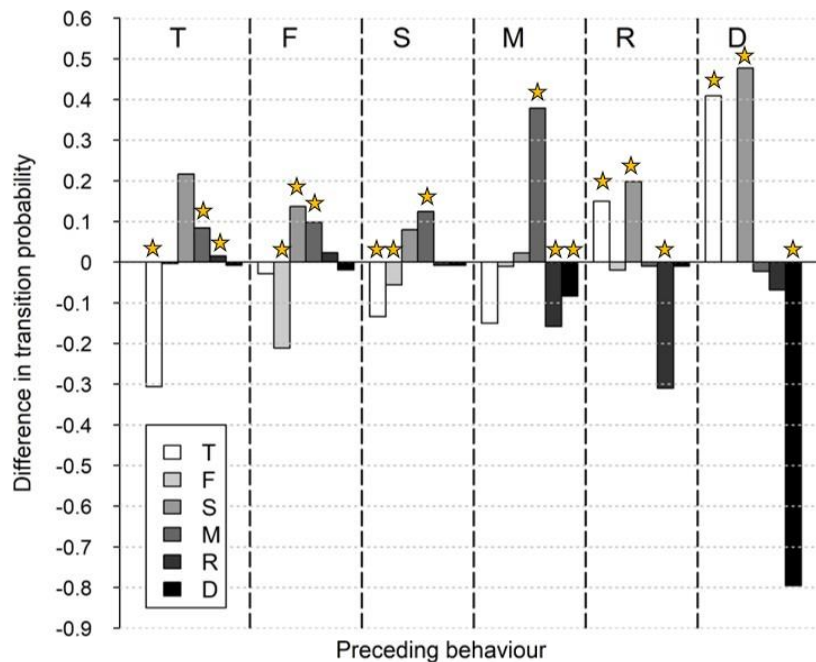 T F S M R D
Difference in transition probability
0.6
0.5
0.4
0.3
0.2
0.1
0
-0.1
-0.2
-0.3
-0.4
-0.5
-0.6
-0.7
-0.8
-0.9
T
F
S
M
R
D
Preceding behaviour